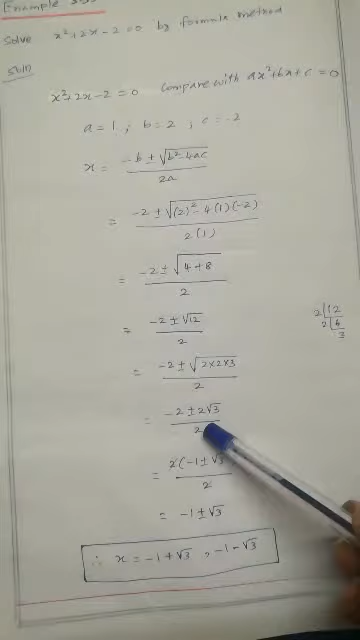 Example
Solve x²+2x-2=0 by formula method
Soln
x²+2x-2=0 Compare with ax²+bx+c=0
a=1 ; b=2 ; c=-2
x = (-b ± √(b²-4ac))/2a
= (-2 ± √((2)²-4(1)(-2)))/2(1)
= (-2 ± √(4+8))/2
= (-2 ± √12)/2
2|12
2|6
3
= (-2 ± √(2×2×3))/2
= (-2 ± 2√3)/2
= 2(-1 ± √3)/2
= -1 ± √3
∴ x = -1+√3 , -1-√3